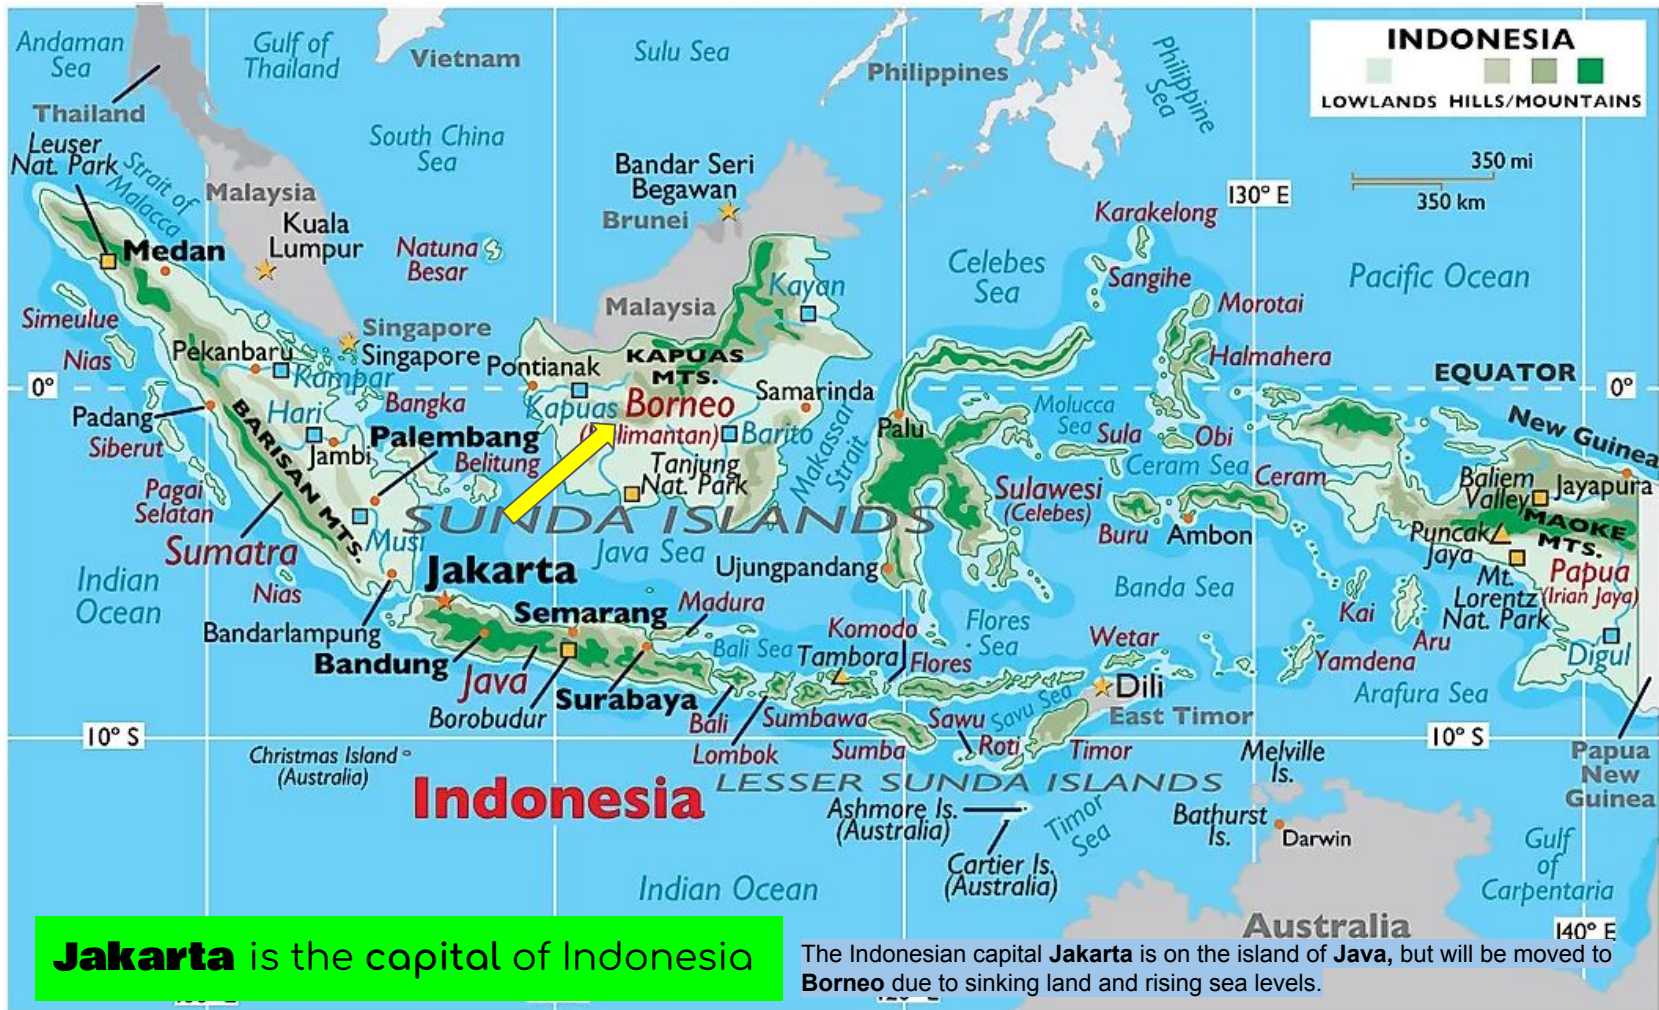 Andaman
Sea
Gulf of
Thailand
Vietnam
Sulu Sea
Philippines
Philippine
Sea
INDONESIA
LOWLANDS HILLS/MOUNTAINS
350 mi
350 km
Thailand
Leuser
Nat. Park
Strait of
Malacca
South China
Sea
Malaysia
Kuala
Lumpur
Natuna
Besar
Bandar Seri
Begawan
Brunei
Karakelong
130° E
Celebes
Sea
Sangihe
Pacific Ocean
Medan
Malaysia
Kayan
Morotai
Simeulue
Nias
Singapore
Singapore
Pekanbaru
Kampar
Pontianak
KAPUAS
MTS.
Halmahera
EQUATOR
0°
0°
Samarinda
Padang
Siberut
Hari
Bangka
Kapuas
Borneo
Molucca
Sea
Sula
Obi
New Guinea
BARISAN MTS.
Jambi
Palembang
Belitung
Barito
Makassar
Strait
Palu
Ceram Sea
Ceram
Tanjung
Nat. Park
Baliem
Valley
Jayapura
Pagai
Selatan
Sulawesi
(Celebes)
Buru
Ambon
Puncak
Jaya
MAOKE
MTS.
SUNDA ISLANDS
Sumatra
Musi
Java Sea
Ujungpandang
Banda Sea
Mt.
Lorentz
Nat. Park
Papua
(Irian Jaya)
Indian
Ocean
Nias
Jakarta
Semarang
Madura
Flores
Sea
Kai
Aru
Bandarlampung
Bandung
Bali Sea
Komodo
Tambora
Flores
Wetar
Yamdena
Digul
Java
Surabaya
Borobudur
Dili
East Timor
Arafura Sea
Bali
Lombok
Sumbawa
Sumba
Sawu
Savu Sea
Roti
Timor
10° S
10° S
Christmas Island
(Australia)
Melville
Is.
Papua
New
Guinea
Indonesia
LESSER SUNDA ISLANDS
Ashmore Is.
(Australia)
Timor
Sea
Bathurst
Is.
Darwin
Cartier Is.
(Australia)
Gulf
of
Carpentaria
Indian Ocean
Australia
140° E
Jakarta is the capital of Indonesia
The Indonesian capital Jakarta is on the island of Java, but will be moved to
Borneo due to sinking land and rising sea levels.